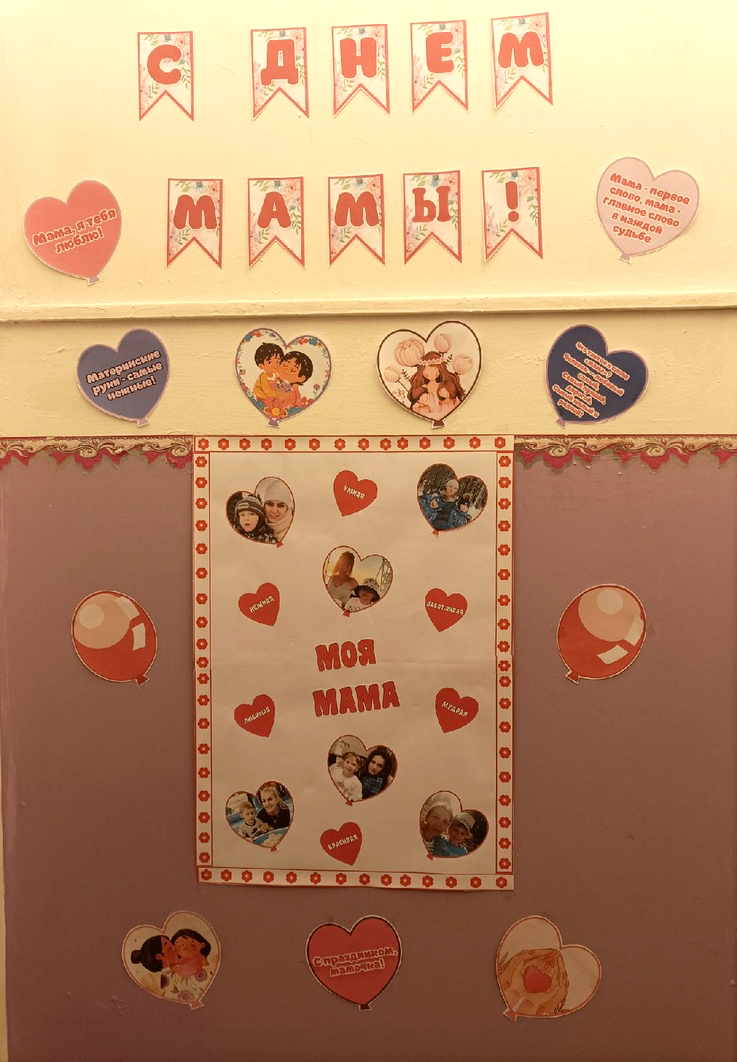 С ДНЕМ
МАМЫ!
Мама, я тебя
люблю!
Мама - первое
слово, мама -
главное слово
в каждой
судьбе
Материнские
руки - самые
нежные!
УМНАЯ
НЕЖНАЯ
ЗАБОТЛИВАЯ
МОЯ
МАМА
ЛЮБИМАЯ
МУДРАЯ
КРАСИВАЯ
С праздником,
мамочка!